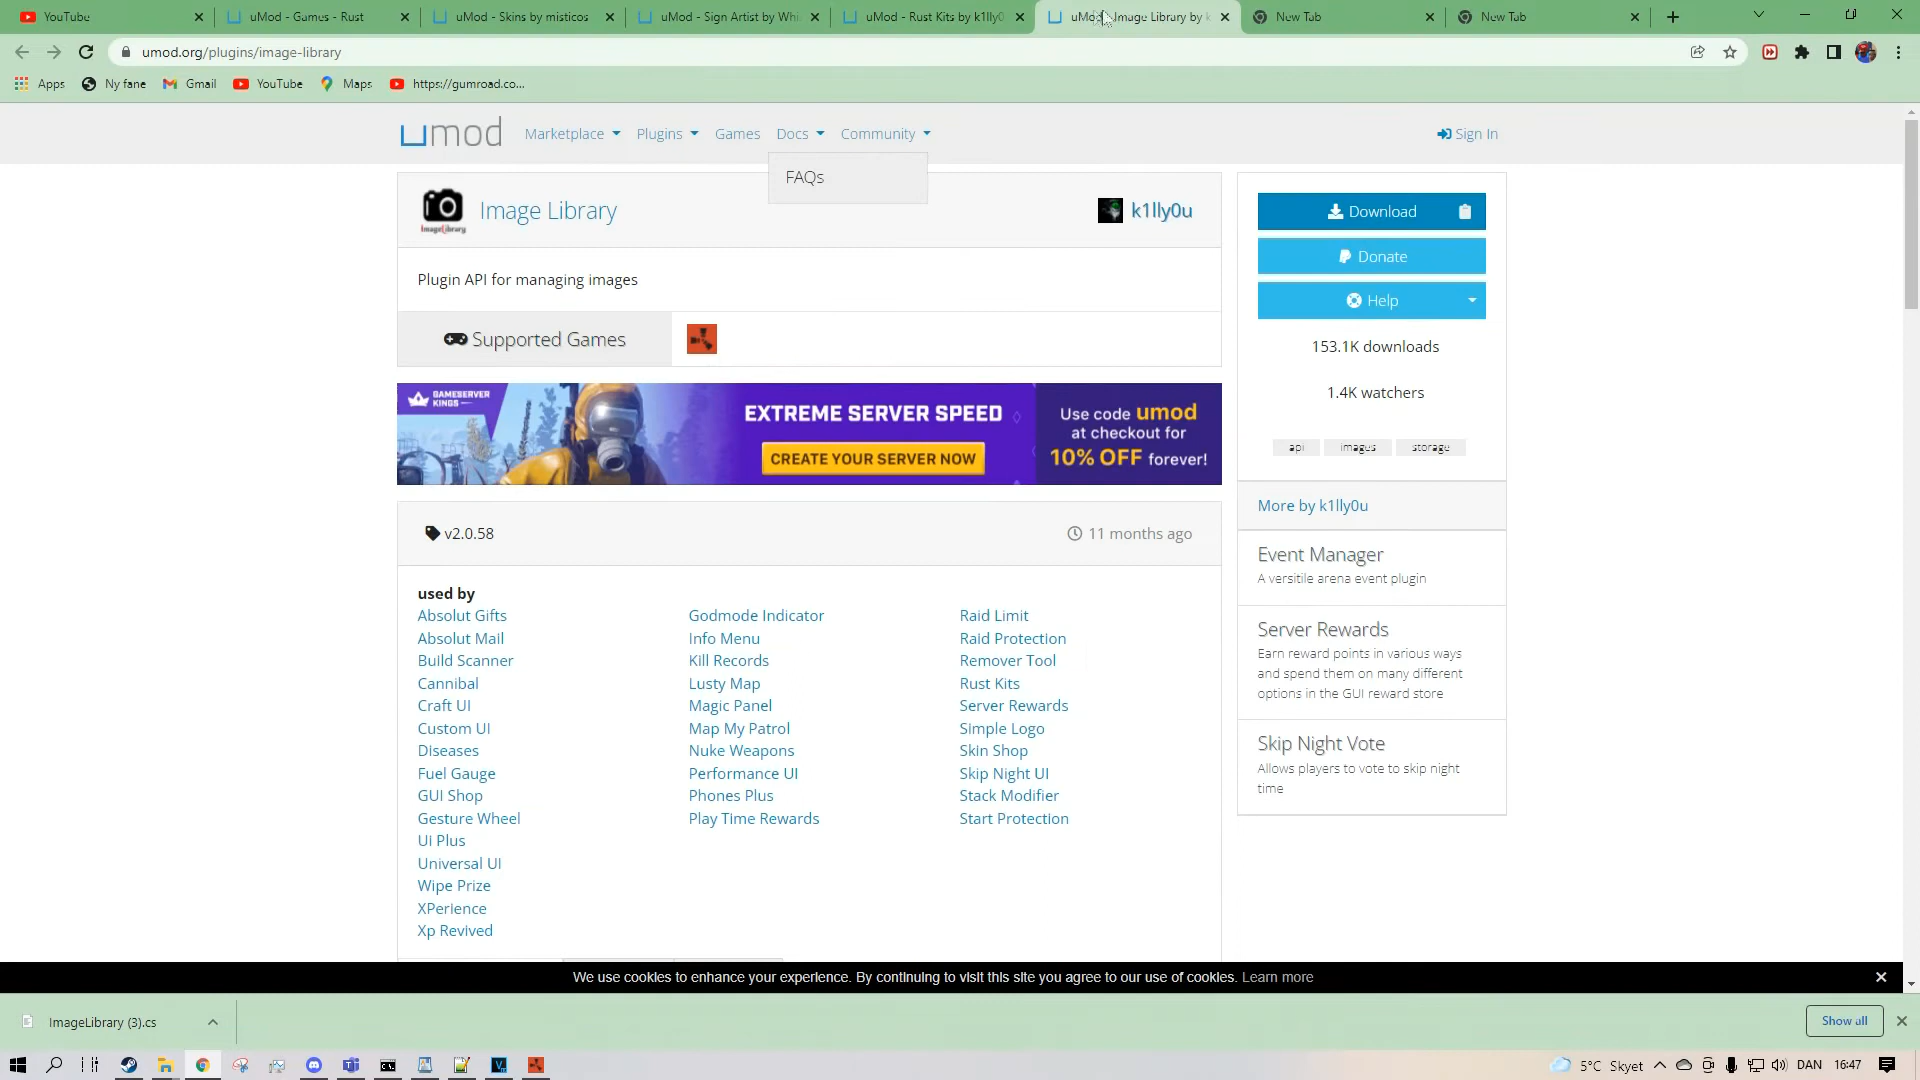 YouTube
uMod - Games - Rust
uMod - Skins by misticos
uMod - Sign Artist by Whi
uMod - Rust Kits by k1lly0
uMod - Image Library by k
New Tab
New Tab
umod.org/plugins/image-library
Apps
Ny fane
Gmail
YouTube
Maps
https://gumroad.co...
umod
Marketplace
Plugins
Games
Docs
Community
Sign In
FAQs
ImageLibrary
Image Library
k1lly0u
Plugin API for managing images
Supported Games
GAMESERVER
KINGS
EXTREME SERVER SPEED
CREATE YOUR SERVER NOW
Use code umod
at checkout for
10% OFF forever!
v2.0.58
11 months ago
used by
Absolut Gifts
Absolut Mail
Build Scanner
Cannibal
Craft UI
Custom UI
Diseases
Fuel Gauge
GUI Shop
Gesture Wheel
Ui Plus
Universal UI
Wipe Prize
XPerience
Xp Revived
Godmode Indicator
Info Menu
Kill Records
Lusty Map
Magic Panel
Map My Patrol
Nuke Weapons
Performance UI
Phones Plus
Play Time Rewards
Raid Limit
Raid Protection
Remover Tool
Rust Kits
Server Rewards
Simple Logo
Skin Shop
Skip Night UI
Stack Modifier
Start Protection
Download
Donate
Help
153.1K downloads
1.4K watchers
api
images
storage
More by k1lly0u
Event Manager
A versitile arena event plugin
Server Rewards
Earn reward points in various ways
and spend them on many different
options in the GUI reward store
Skip Night Vote
Allows players to vote to skip night
time
We use cookies to enhance your experience. By continuing to visit this site you agree to our use of cookies. Learn more
ImageLibrary (3).cs
Show all
5°C Skyet
DAN
16:47